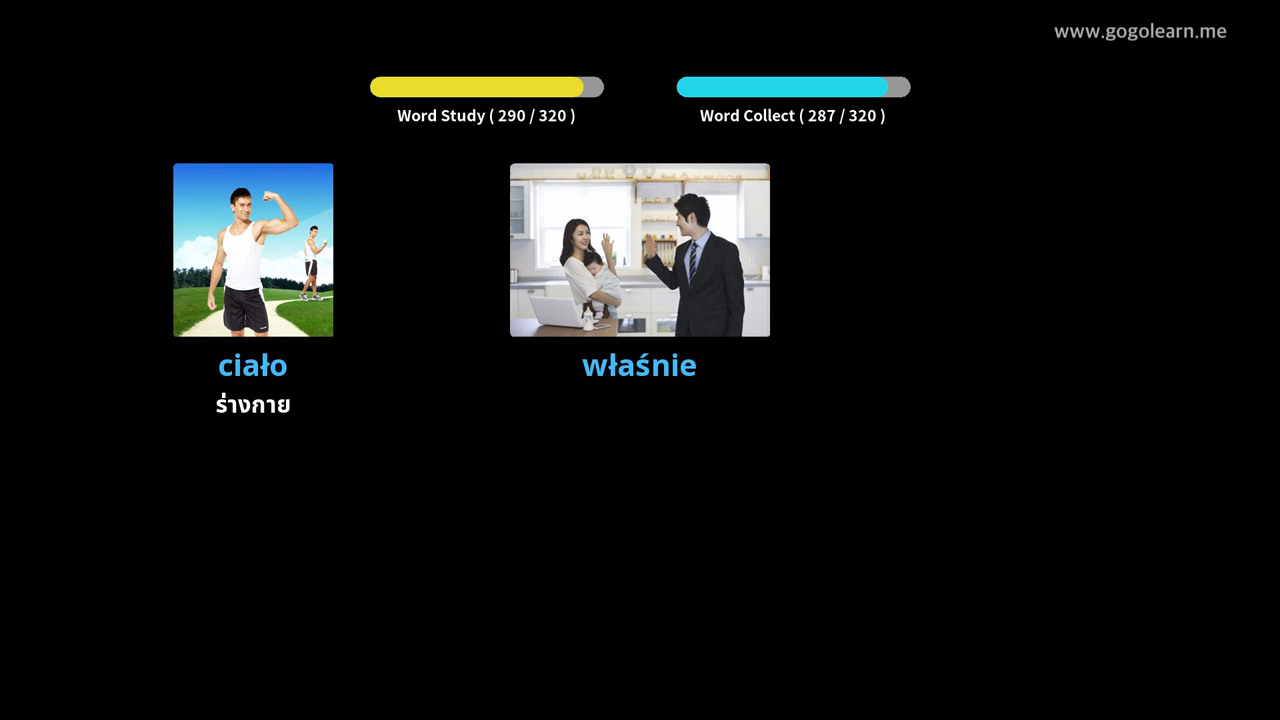 www.gogolearn.me
Word Study ( 290 / 320 )
Word Collect ( 287 / 320 )
ciało
właśnie
ร่างกาย